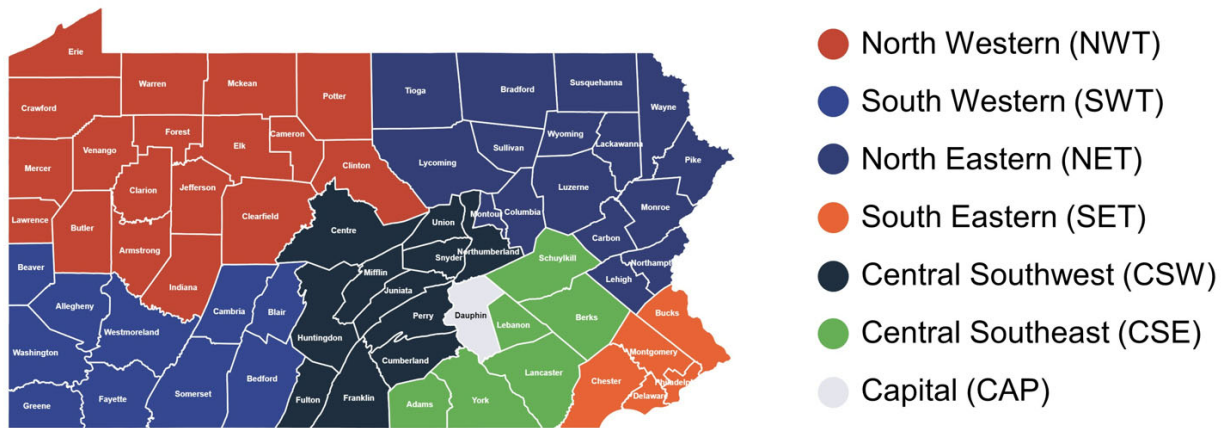 Erie
Warren
Mckean
Potter
Crawford
Forest
Cameron
Elk
Venango
Mercer
Clarion
Jefferson
Clinton
Lawrence
Butler
Clearfield
Armstrong
Indiana
Tioga
Bradford
Susquehanna
Wayne
Wyoming
Lackawanna
Sullivan
Lycoming
Pike
Luzerne
Monroe
Columbia
Montour
Carbon
Northampt
Lehigh
Centre
Union
Snyder
Northumberland
Mifflin
Juniata
Perry
Huntingdon
Cumberland
Fulton
Franklin
Dauphin
Schuylkill
Lebanon
Berks
Lancaster
Adams
York
Bucks
Montgomery
Philadelph
Chester
Delaware
Beaver
Allegheny
Westmoreland
Cambria
Blair
Washington
Bedford
Somerset
Fayette
Greene
North Western (NWT)
South Western (SWT)
North Eastern (NET)
South Eastern (SET)
Central Southwest (CSW)
Central Southeast (CSE)
Capital (CAP)